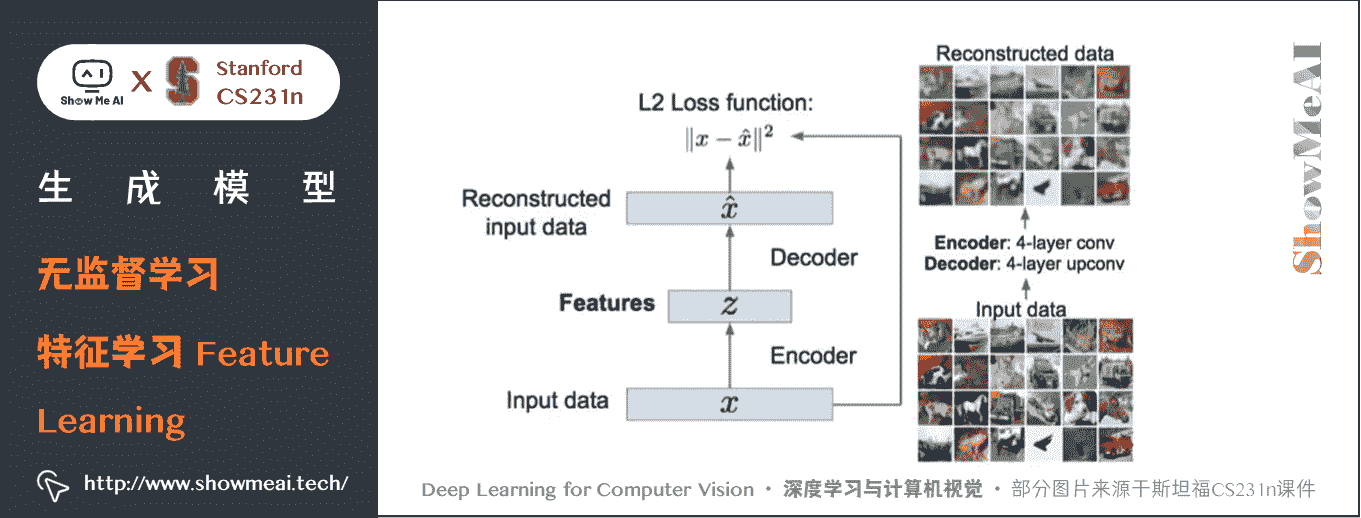 Show Me AI
X
Stanford
CS231n
生成模型
无监督学习
特征学习 Feature
Learning
http://www.showmeai.tech/
L2 Loss function:
‖x − x̂‖²
Reconstructed
input data
x̂
Decoder
Features
z
Encoder
Input data
x
Reconstructed data
Encoder: 4-layer conv
Decoder: 4-layer upconv
Input data
ShowMeAI
Deep Learning for Computer Vision · 深度学习与计算机视觉 · 部分图片来源于斯坦福CS231n课件